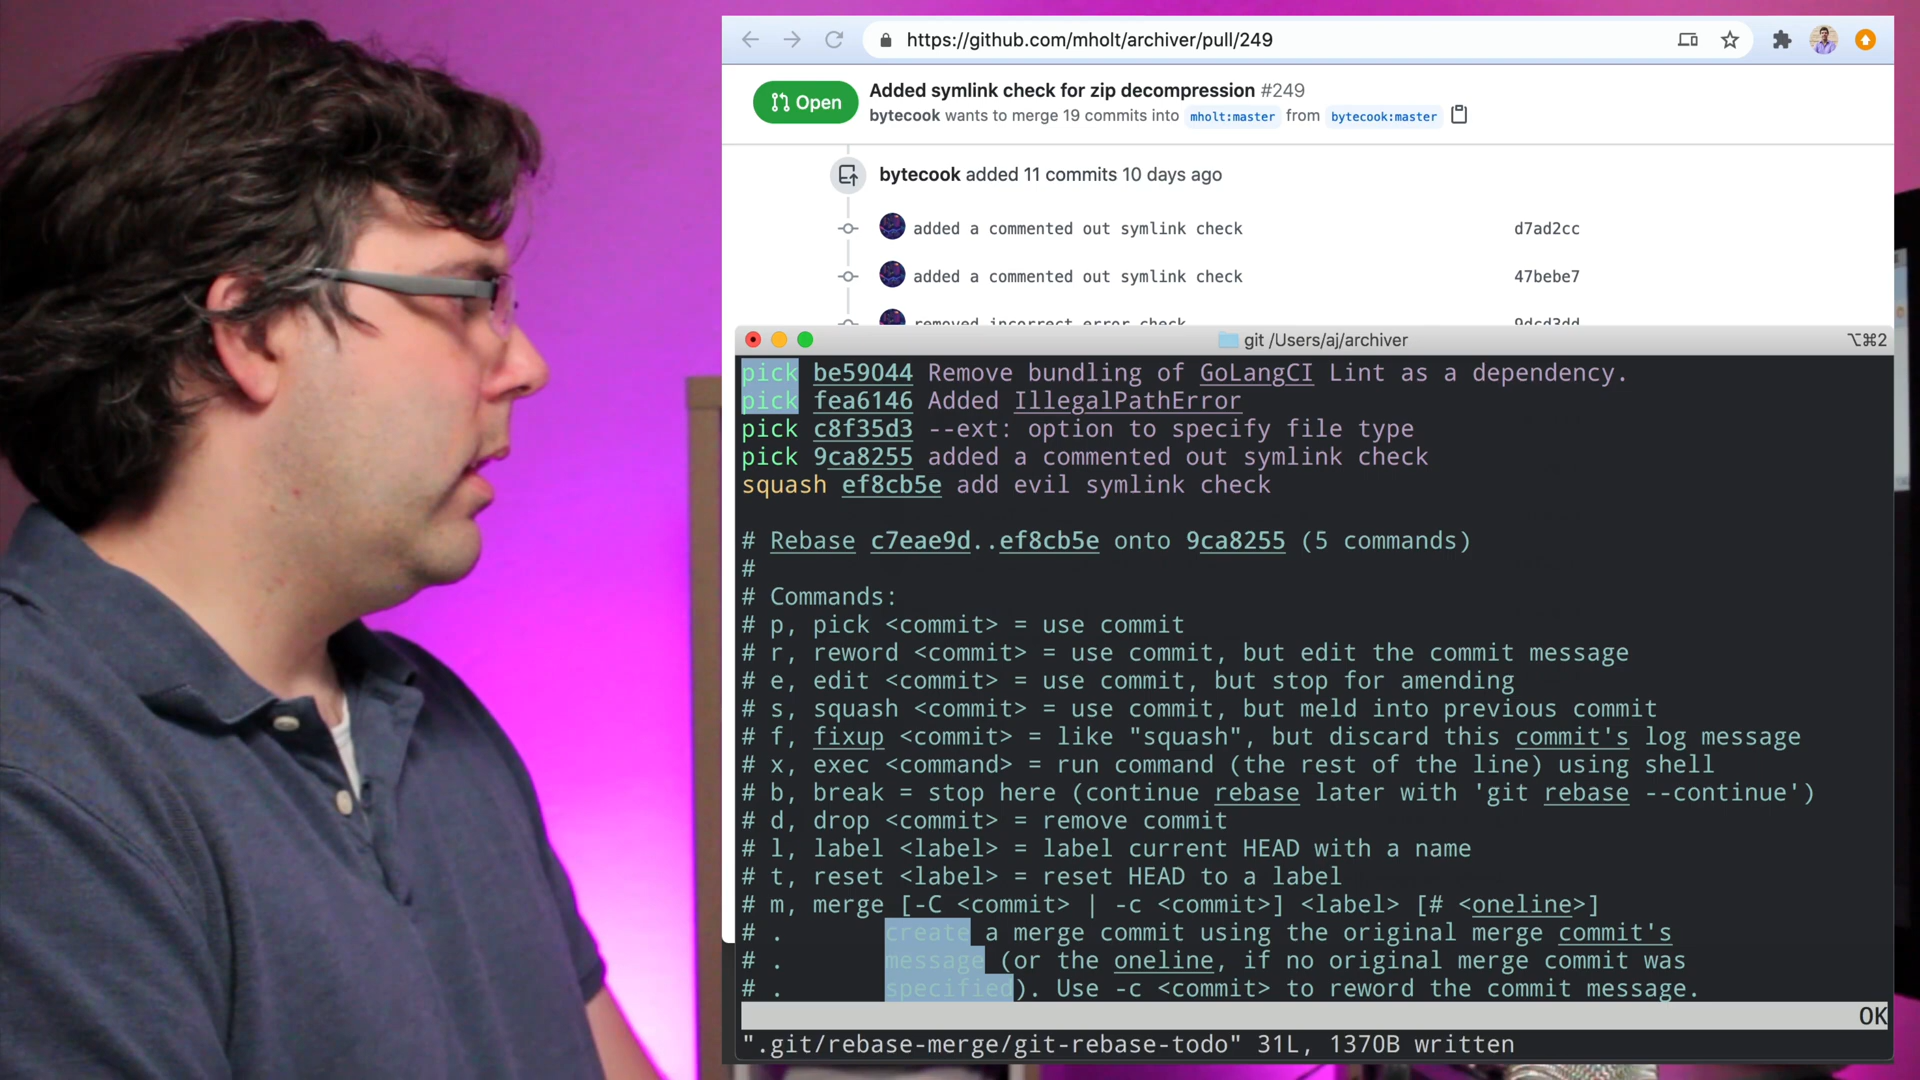 https://github.com/mholt/archiver/pull/249
Open
Added symlink check for zip decompression #249
bytecook wants to merge 19 commits into mholt:master from bytecook:master
bytecook added 11 commits 10 days ago
added a commented out symlink check d7ad2cc
added a commented out symlink check 47bebe7
removed incorrect error check 9dcd3dd
git /Users/aj/archiver ⌥⌘2
pick be59044 Remove bundling of GoLangCI Lint as a dependency.
pick fea6146 Added IllegalPathError
pick c8f35d3 --ext: option to specify file type
pick 9ca8255 added a commented out symlink check
squash ef8cb5e add evil symlink check
# Rebase c7eae9d..ef8cb5e onto 9ca8255 (5 commands)
#
# Commands:
# p, pick <commit> = use commit
# r, reword <commit> = use commit, but edit the commit message
# e, edit <commit> = use commit, but stop for amending
# s, squash <commit> = use commit, but meld into previous commit
# f, fixup <commit> = like "squash", but discard this commit's log message
# x, exec <command> = run command (the rest of the line) using shell
# b, break = stop here (continue rebase later with 'git rebase --continue')
# d, drop <commit> = remove commit
# l, label <label> = label current HEAD with a name
# t, reset <label> = reset HEAD to a label
# m, merge [-C <commit> | -c <commit>] <label> [# <oneline>]
# . create a merge commit using the original merge commit's
# . message (or the oneline, if no original merge commit was
# . specified). Use -c <commit> to reword the commit message.
OK
".git/rebase-merge/git-rebase-todo" 31L, 1370B written